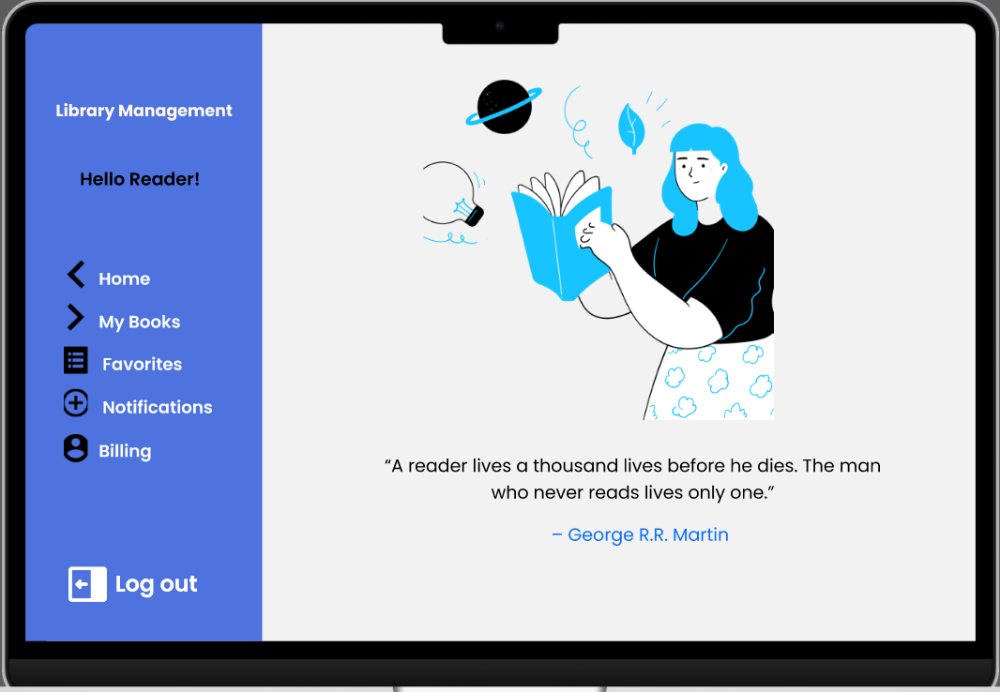 Library Management
Hello Reader!
Home
My Books
Favorites
Notifications
Billing
Log out
“A reader lives a thousand lives before he dies. The man
who never reads lives only one.”
– George R.R. Martin